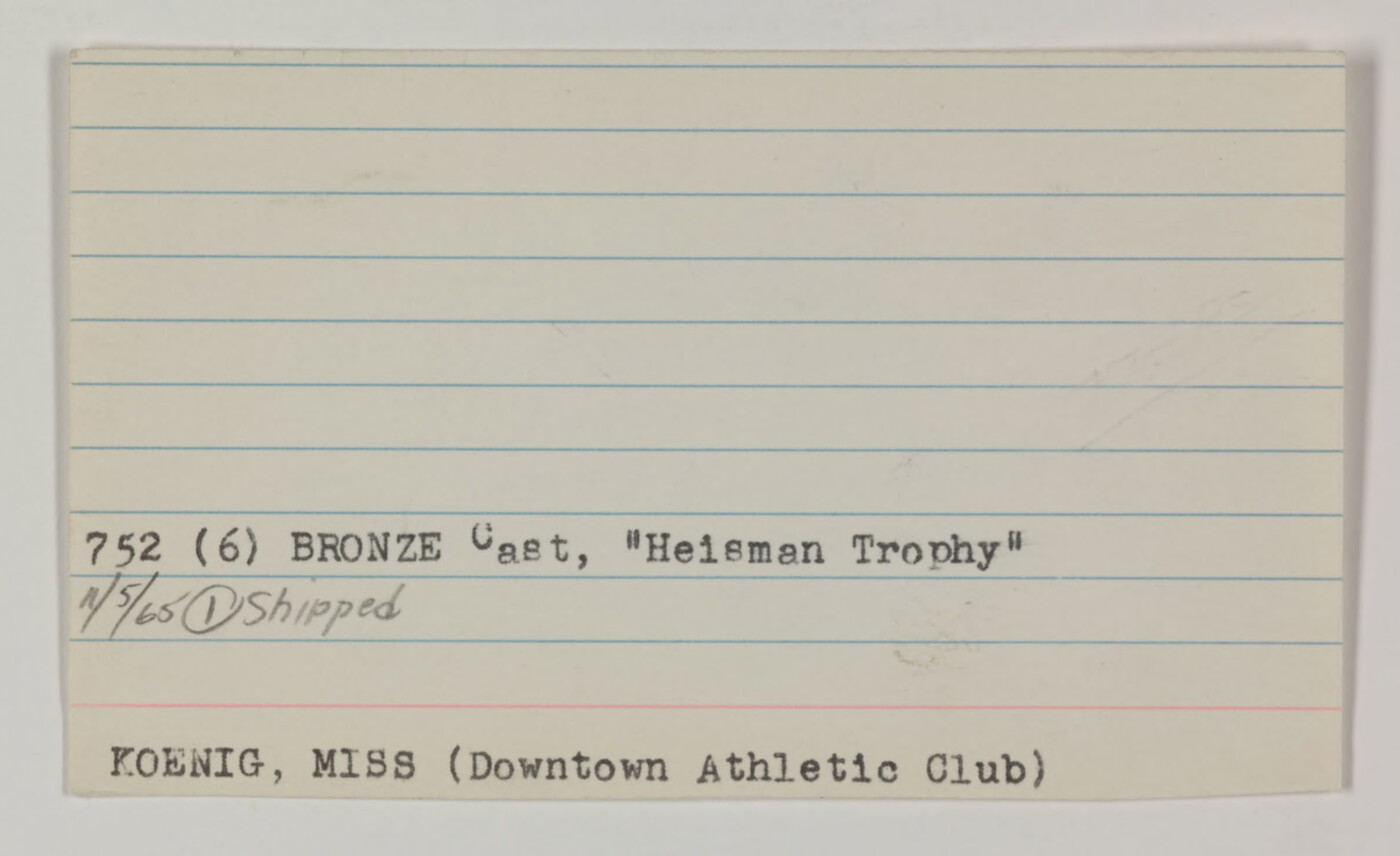 752 (6) BRONZE Cast, "Heisman Trophy"
11/5/65 ① Shipped
KOENIG, MISS (Downtown Athletic Club)